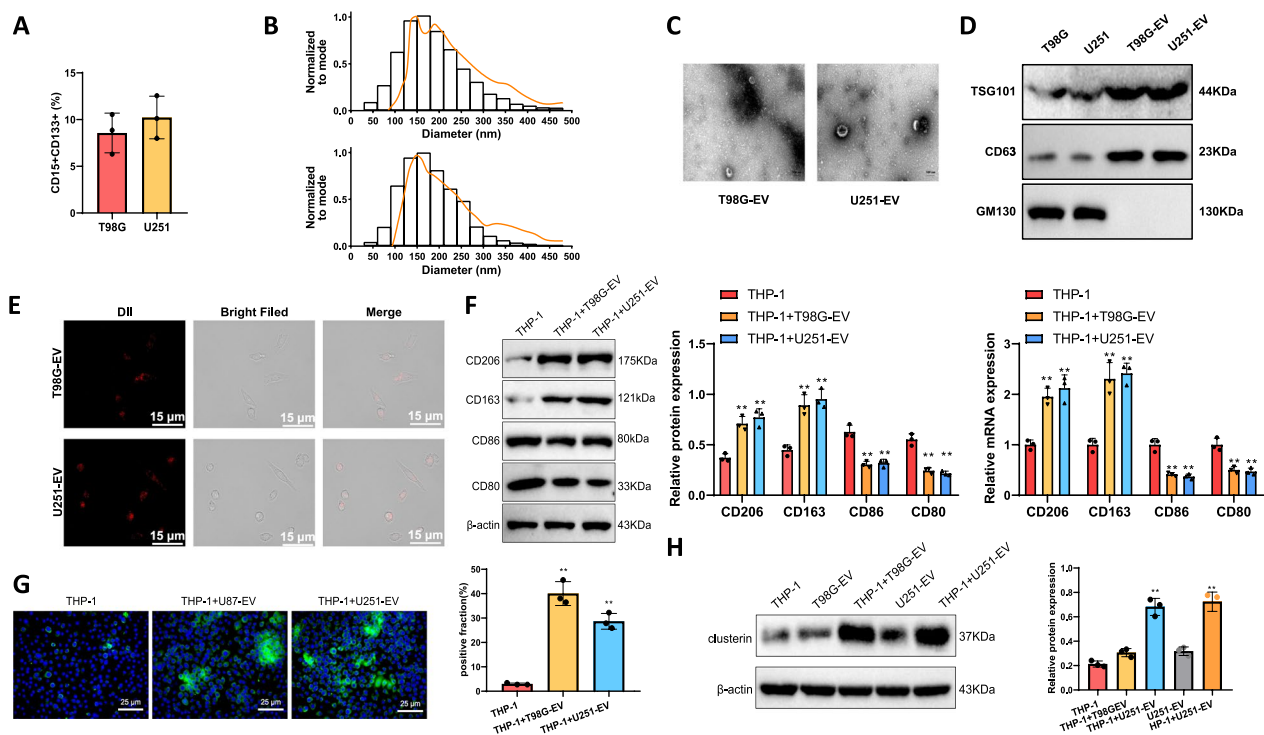 A
CD15+CD133+ (%)
15
10
5
0
T98G
U251
B
Normalized
to mode
1.0
0.5
0.0
0 50 100 150 200 250 300 350 400 450 500
Diameter (nm)
Normalized
to mode
1.0
0.5
0.0
0 50 100 150 200 250 300 350 400 450 500
Diameter (nm)
C
T98G-EV
U251-EV
D
T98G
U251
T98G-EV
U251-EV
TSG101
44KDa
CD63
23KDa
GM130
130KDa
E
DII
Bright Filed
Merge
T98G-EV
15 μm
15 μm
15 μm
U251-EV
15 μm
15 μm
15 μm
F
THP-1
THP-1+T98G-EV
THP-1+U251-EV
CD206
175KDa
CD163
121kDa
CD86
80kDa
CD80
33KDa
β-actin
43KDa
THP-1
THP-1+T98G-EV
THP-1+U251-EV
Relative protein expression
1.5
1.0
0.5
0.0
** ** ** ** ** ** ** **
CD206 CD163 CD86 CD80
THP-1
THP-1+T98G-EV
THP-1+U251-EV
Relative mRNA expression
3
2
1
0
** ** ** ** ** ** ** **
CD206 CD163 CD86 CD80
G
THP-1
THP-1+U87-EV
THP-1+U251-EV
25 μm
25 μm
25 μm
positive fraction(%)
50
40
30
20
10
0
**
**
THP-1
THP-1+T98G-EV
THP-1+U251-EV
H
THP-1
T98G-EV
THP-1+T98G-EV
U251-EV
THP-1+U251-EV
clusterin
37KDa
β-actin
43KDa
Relative protein expression
1.0
0.8
0.6
0.4
0.2
0.0
**
**
THP-1
THP-1+T98GEV
THP-1+U251-EV
U251-EV
HP-1+U251-EV